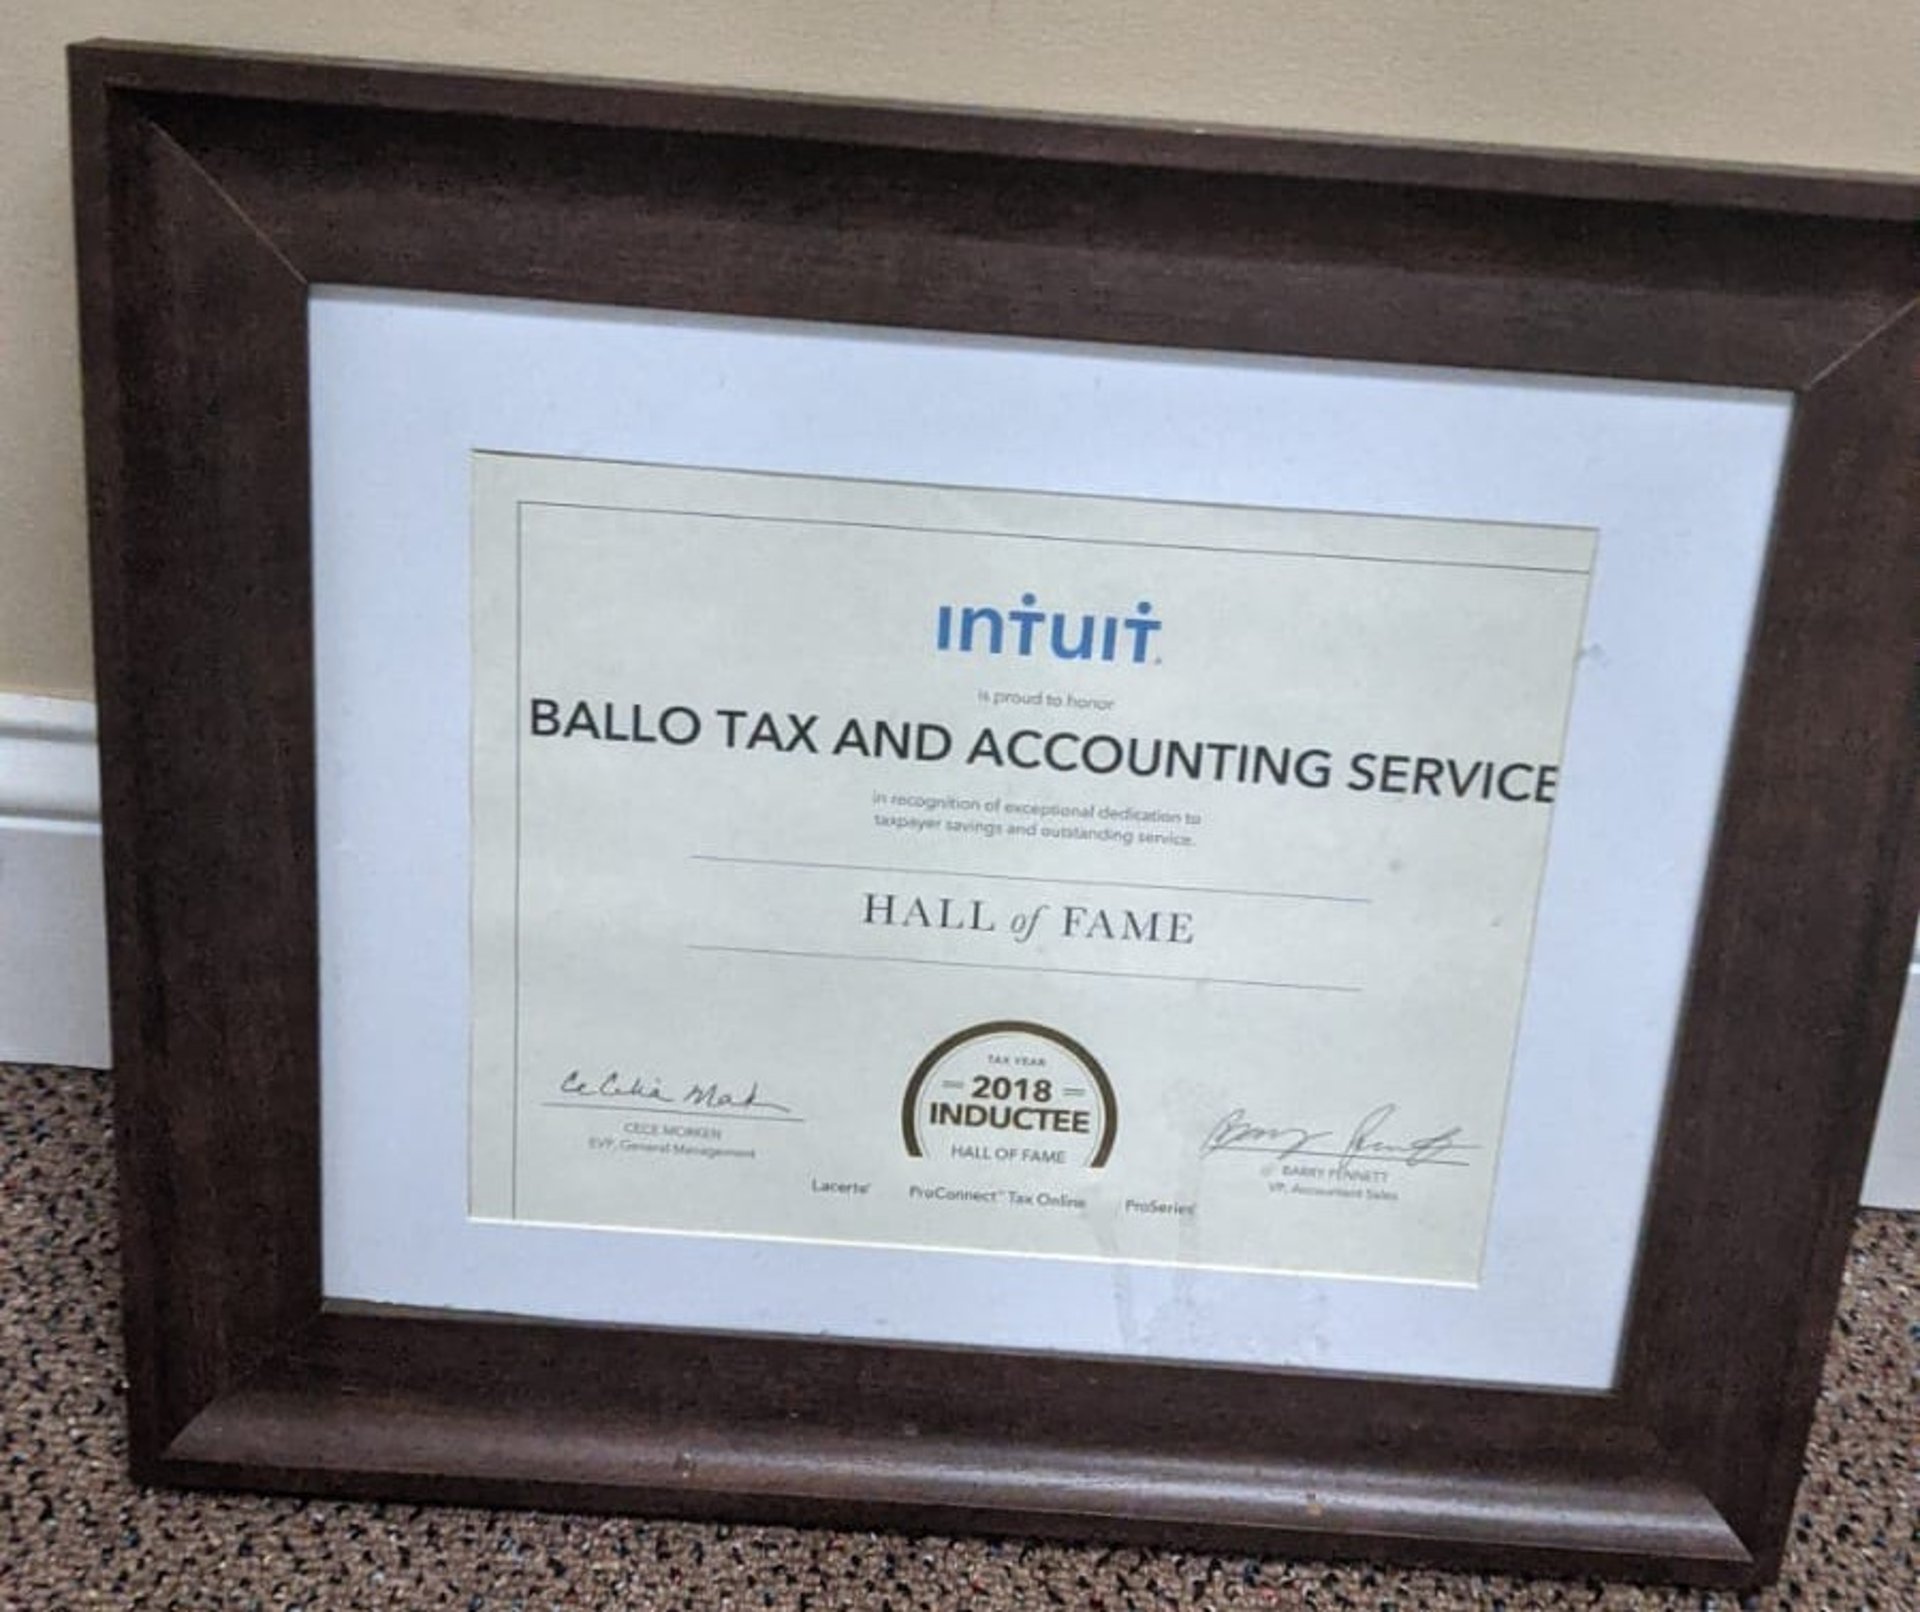 intuit.
is proud to honor
BALLO TAX AND ACCOUNTING SERVICE
in recognition of exceptional dedication to
taxpayer savings and outstanding service.
HALL of FAME
TAX YEAR
2018
INDUCTEE
HALL OF FAME
CECE MORKEN
EVP, General Management
BARRY PENNETT
VP, Accountant Sales
Lacerte® ProConnect™ Tax Online ProSeries®